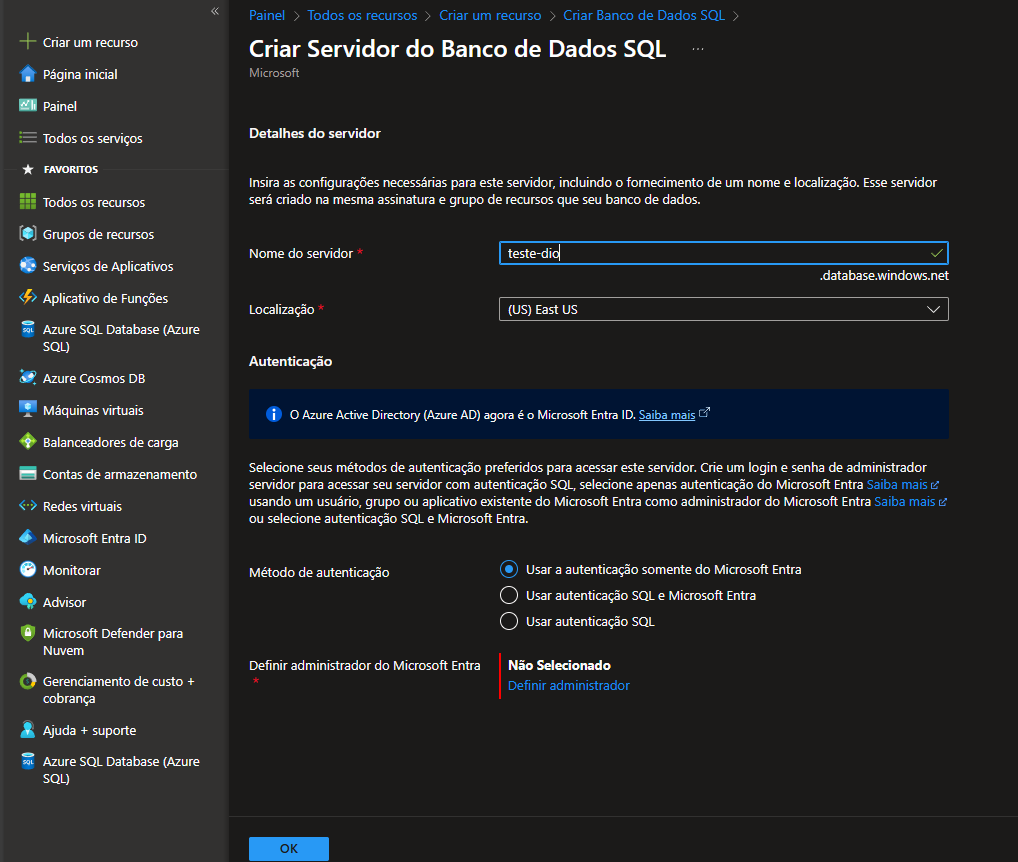 «
Criar um recurso
Página inicial
Painel
Todos os serviços
FAVORITOS
Todos os recursos
Grupos de recursos
Serviços de Aplicativos
Aplicativo de Funções
Azure SQL Database (Azure
SQL)
Azure Cosmos DB
Máquinas virtuais
Balanceadores de carga
Contas de armazenamento
Redes virtuais
Microsoft Entra ID
Monitorar
Advisor
Microsoft Defender para
Nuvem
Gerenciamento de custo +
cobrança
Ajuda + suporte
Azure SQL Database (Azure
SQL)
Painel > Todos os recursos > Criar um recurso > Criar Banco de Dados SQL >
Criar Servidor do Banco de Dados SQL ...
Microsoft
Detalhes do servidor
Insira as configurações necessárias para este servidor, incluindo o fornecimento de um nome e localização. Esse servidor
será criado na mesma assinatura e grupo de recursos que seu banco de dados.
Nome do servidor * teste-dio
.database.windows.net
Localização * (US) East US
Autenticação
O Azure Active Directory (Azure AD) agora é o Microsoft Entra ID. Saiba mais
Selecione seus métodos de autenticação preferidos para acessar este servidor. Crie um login e senha de administrador
servidor para acessar seu servidor com autenticação SQL, selecione apenas autenticação do Microsoft Entra Saiba mais
usando um usuário, grupo ou aplicativo existente do Microsoft Entra como administrador do Microsoft Entra Saiba mais
ou selecione autenticação SQL e Microsoft Entra.
Método de autenticação
Usar a autenticação somente do Microsoft Entra
Usar autenticação SQL e Microsoft Entra
Usar autenticação SQL
Definir administrador do Microsoft Entra
*
Não Selecionado
Definir administrador
OK